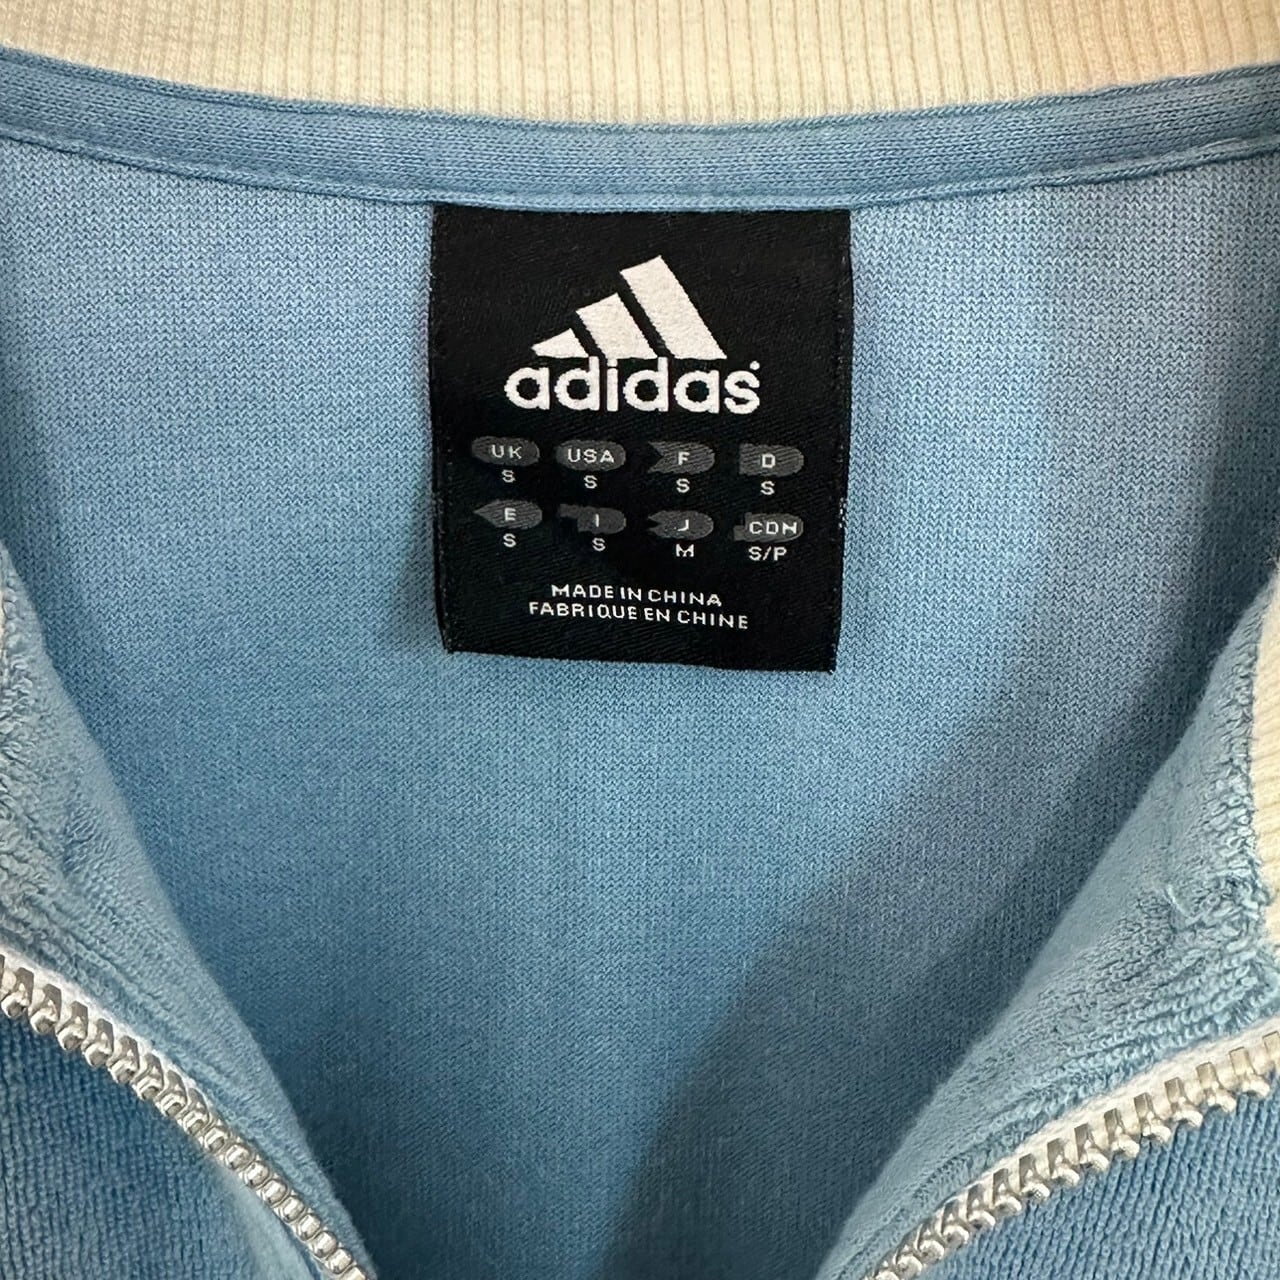 adidas
UK USA F D
S S S S
E I J CDN
S S M S/P
MADE IN CHINA
FABRIQUE EN CHINE